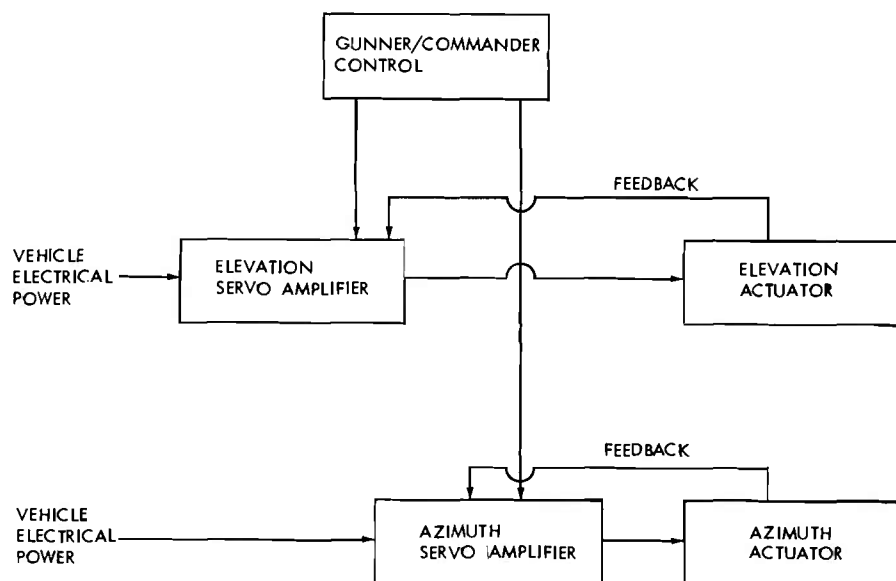 GUNNER/COMMANDER
CONTROL
FEEDBACK
VEHICLE
ELECTRICAL
POWER
ELEVATION
SERVO AMPLIFIER
ELEVATION
ACTUATOR
FEEDBACK
VEHICLE
ELECTRICAL
POWER
AZIMUTH
SERVO AMPLIFIER
AZIMUTH
ACTUATOR